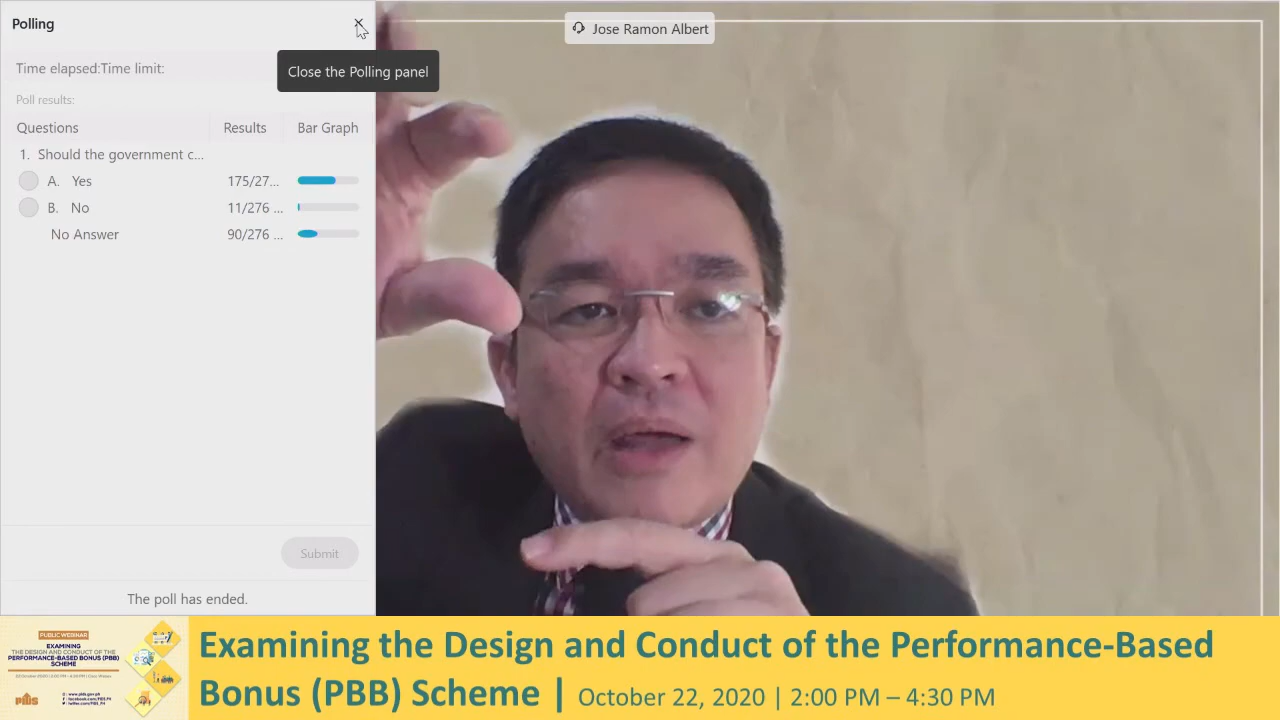 Polling
Jose Ramon Albert
Close the Polling panel
Time elapsed:Time limit:
Poll results:
Questions Results Bar Graph
1. Should the government c...
A. Yes 175/27...
B. No 11/276 ...
No Answer 90/276 ...
Submit
The poll has ended.
PUBLIC WEBINAR
EXAMINING
THE DESIGN AND CONDUCT OF THE
PERFORMANCE-BASED BONUS (PBB)
SCHEME
PIDS
Examining the Design and Conduct of the Performance-Based
Bonus (PBB) Scheme | October 22, 2020 | 2:00 PM – 4:30 PM